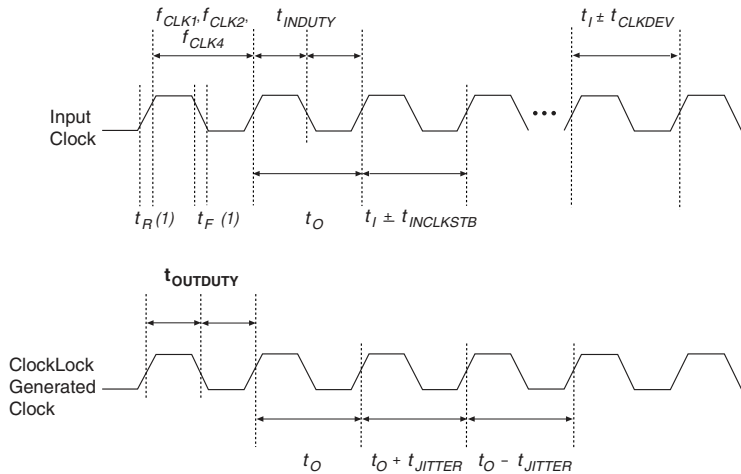 f_CLK1, f_CLK2,
f_CLK4
t_INDUTY
t_I ± t_CLKDEV
Input
Clock
•••
t_R (1)
t_F (1)
t_O
t_I ± t_INCLKSTB
t_OUTDUTY
ClockLock
Generated
Clock
t_O
t_O + t_JITTER
t_O − t_JITTER